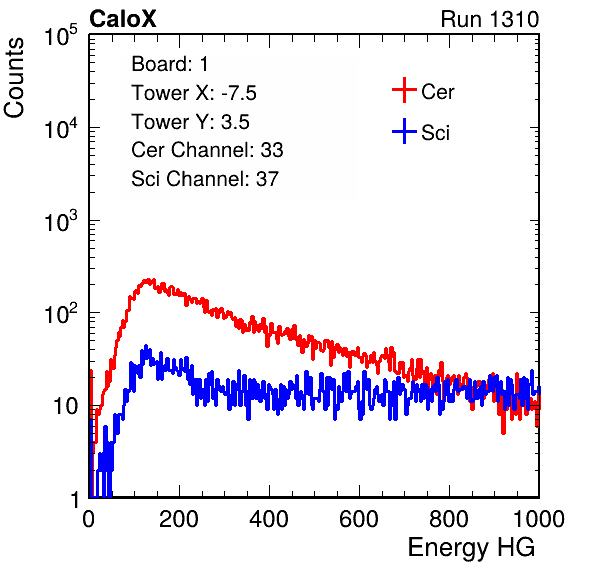 CaloX Run 1310
Counts
10^5
10^4
10^3
10^2
10
1
Board: 1
Tower X: -7.5
Tower Y: 3.5
Cer Channel: 33
Sci Channel: 37
Cer
Sci
0 200 400 600 800 1000
Energy HG